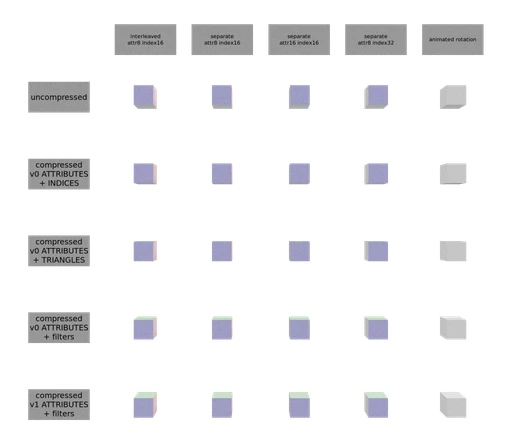 interleaved
attr8 index16
separate
attr8 index16
separate
attr16 index16
separate
attr8 index32
animated rotation
uncompressed
compressed
v0 ATTRIBUTES
+ INDICES
compressed
v0 ATTRIBUTES
+ TRIANGLES
compressed
v0 ATTRIBUTES
+ filters
compressed
v1 ATTRIBUTES
+ filters